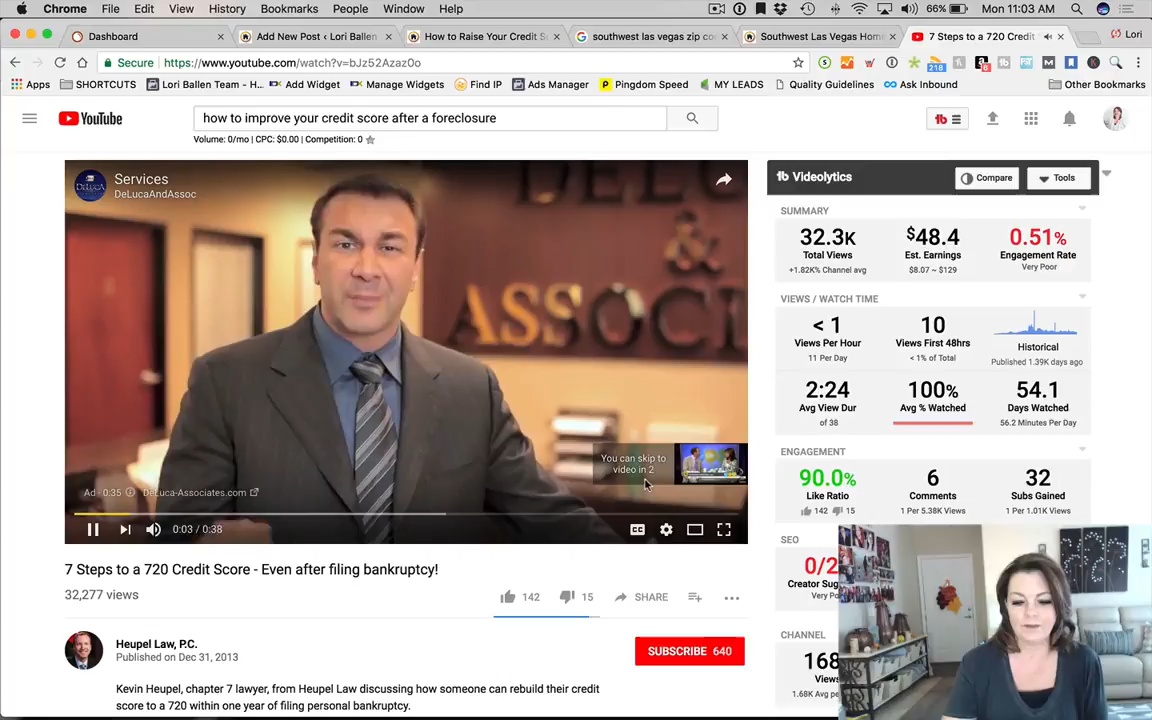 Chrome File Edit View History Bookmarks People Window Help 66% Mon 11:03 AM
Dashboard
Add New Post ‹ Lori Ballen
How to Raise Your Credit S
southwest las vegas zip co
Southwest Las Vegas Home
7 Steps to a 720 Credit
Lori
Secure https://www.youtube.com/watch?v=bJz52Azaz0o
218
Apps SHORTCUTS Lori Ballen Team - H... Add Widget Manage Widgets Find IP Ads Manager Pingdom Speed MY LEADS Quality Guidelines Ask Inbound Other Bookmarks
YouTube
how to improve your credit score after a foreclosure
Volume: 0/mo | CPC: $0.00 | Competition: 0
Services
DeLucaAndAssoc
DELUCA
&
ASSOC
You can skip to
video in 2
Ad · 0:35 DeLuca-Associates.com
0:03 / 0:38
CC
7 Steps to a 720 Credit Score - Even after filing bankruptcy!
32,277 views
142 15 SHARE
Heupel Law, P.C.
Published on Dec 31, 2013
SUBSCRIBE 640
Kevin Heupel, chapter 7 lawyer, from Heupel Law discussing how someone can rebuild their credit
score to a 720 within one year of filing personal bankruptcy.
tb Videolytics Compare Tools
SUMMARY
32.3K $48.4 0.51%
Total Views Est. Earnings Engagement Rate
+1.82K% Channel avg $8.07 ~ $129 Very Poor
VIEWS / WATCH TIME
< 1 10
Views Per Hour Views First 48hrs Historical
11 Per Day < 1% of Total Published 1.39K days ago
2:24 100% 54.1
Avg View Dur Avg % Watched Days Watched
of 38 56.2 Minutes Per Day
ENGAGEMENT
90.0% 6 32
Like Ratio Comments Subs Gained
142 15 1 Per 5.38K Views 1 Per 1.01K Views
SEO
0/2
Creator Sug
Very Po
CHANNEL
168
Views
1.68K Avg pe